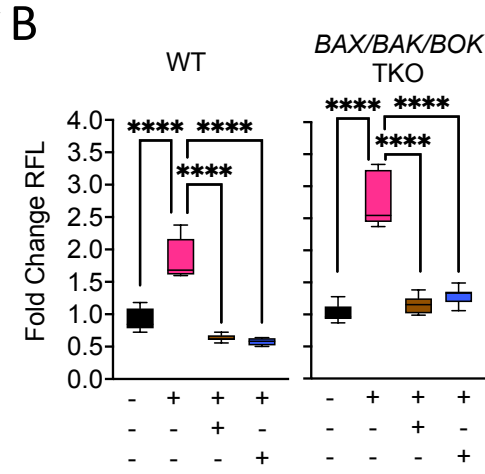 B
WT
BAX/BAK/BOK
TKO
Fold Change RFL
4.0
3.5
3.0
2.5
2.0
1.5
1.0
0.5
0.0
**** ****
****
**** ****
****
- + + + - + + +
- - + - - - + -
- - - + - - - +